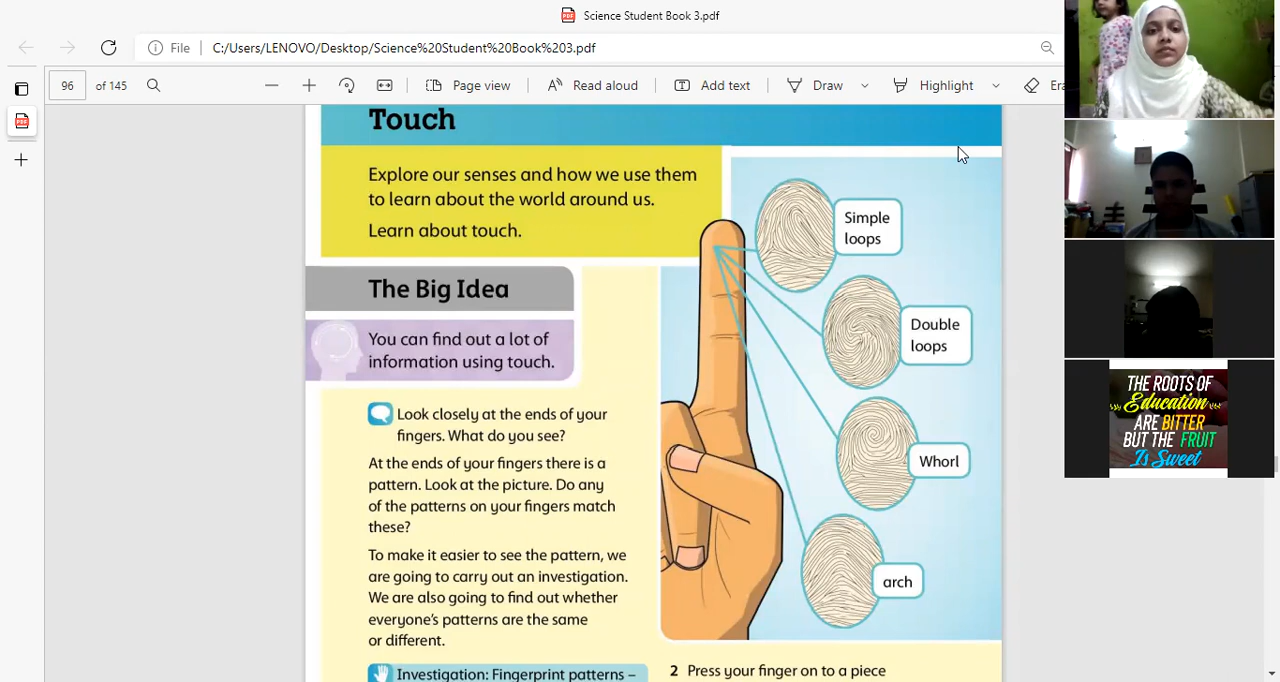 Science Student Book 3.pdf
File
C:/Users/LENOVO/Desktop/Science%20Student%20Book%203.pdf
96 of 145
Page view
Read aloud
Add text
Draw
Highlight
Touch
Explore our senses and how we use them
to learn about the world around us.
Learn about touch.
The Big Idea
You can find out a lot of
information using touch.
Look closely at the ends of your
fingers. What do you see?
At the ends of your fingers there is a
pattern. Look at the picture. Do any
of the patterns on your fingers match
these?
To make it easier to see the pattern, we
are going to carry out an investigation.
We are also going to find out whether
everyone's patterns are the same
or different.
Investigation: Fingerprint patterns –
Simple
loops
Double
loops
Whorl
arch
2 Press your finger on to a piece
THE ROOTS OF
Education
ARE BITTER
BUT THE FRUIT
Is Sweet